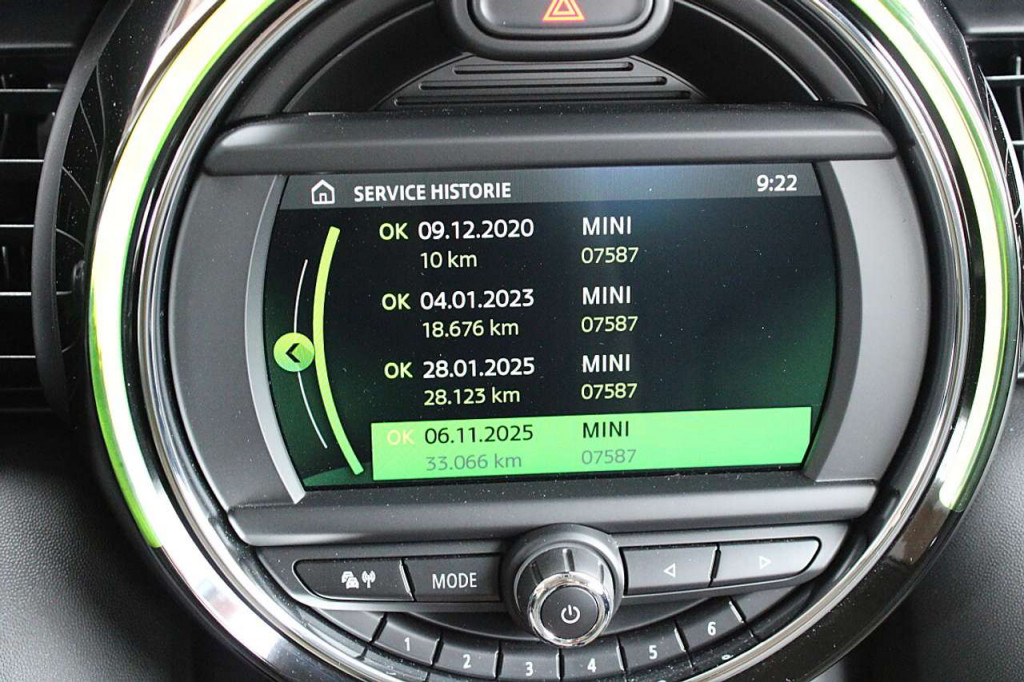 SERVICE HISTORIE 9:22
OK 09.12.2020 MINI
10 km 07587
OK 04.01.2023 MINI
18.676 km 07587
OK 28.01.2025 MINI
28.123 km 07587
OK 06.11.2025 MINI
33.066 km 07587
MODE
1 2 3 4 5 6